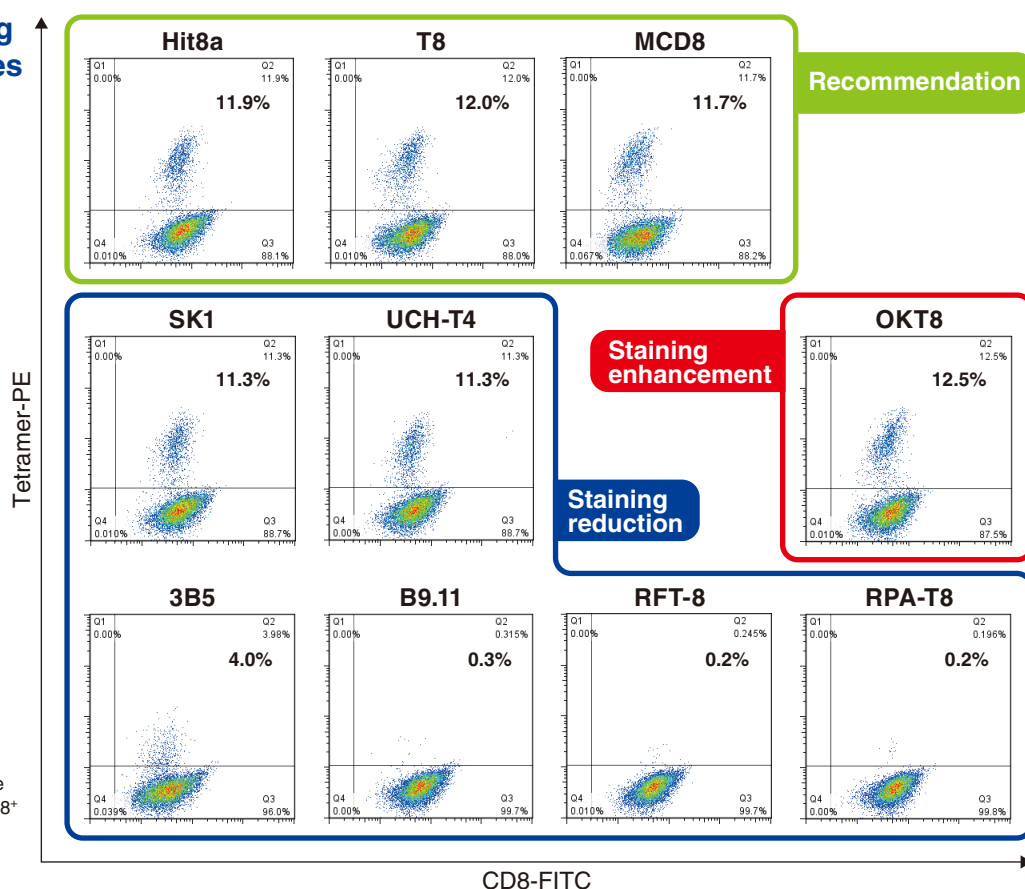 g
es
Hit8a
T8
MCD8
Q1
0.00%
Q2
11.9%
11.9%
Q4
0.010%
Q3
88.1%
Q1
0.00%
Q2
12.0%
12.0%
Q4
0.010%
Q3
88.0%
Q1
0.00%
Q2
11.7%
11.7%
Q4
0.067%
Q3
88.2%
Recommendation
SK1
UCH-T4
OKT8
Q1
0.00%
Q2
11.3%
11.3%
Q4
0.010%
Q3
88.7%
Q1
0.00%
Q2
11.3%
11.3%
Q4
0.00%
Q3
88.7%
Staining
enhancement
Q1
0.00%
Q2
12.5%
12.5%
Q4
0.010%
Q3
87.5%
Staining
reduction
3B5
B9.11
RFT-8
RPA-T8
Q1
0.00%
Q2
3.98%
4.0%
Q4
0.039%
Q3
96.0%
Q1
0.00%
Q2
0.315%
0.3%
Q4
0.00%
Q3
99.7%
Q1
0.00%
Q2
0.245%
0.2%
Q4
0.010%
Q3
99.7%
Q1
0.00%
Q2
0.196%
0.2%
Q4
0.00%
Q3
99.8%
e
8⁺
Tetramer-PE
CD8-FITC